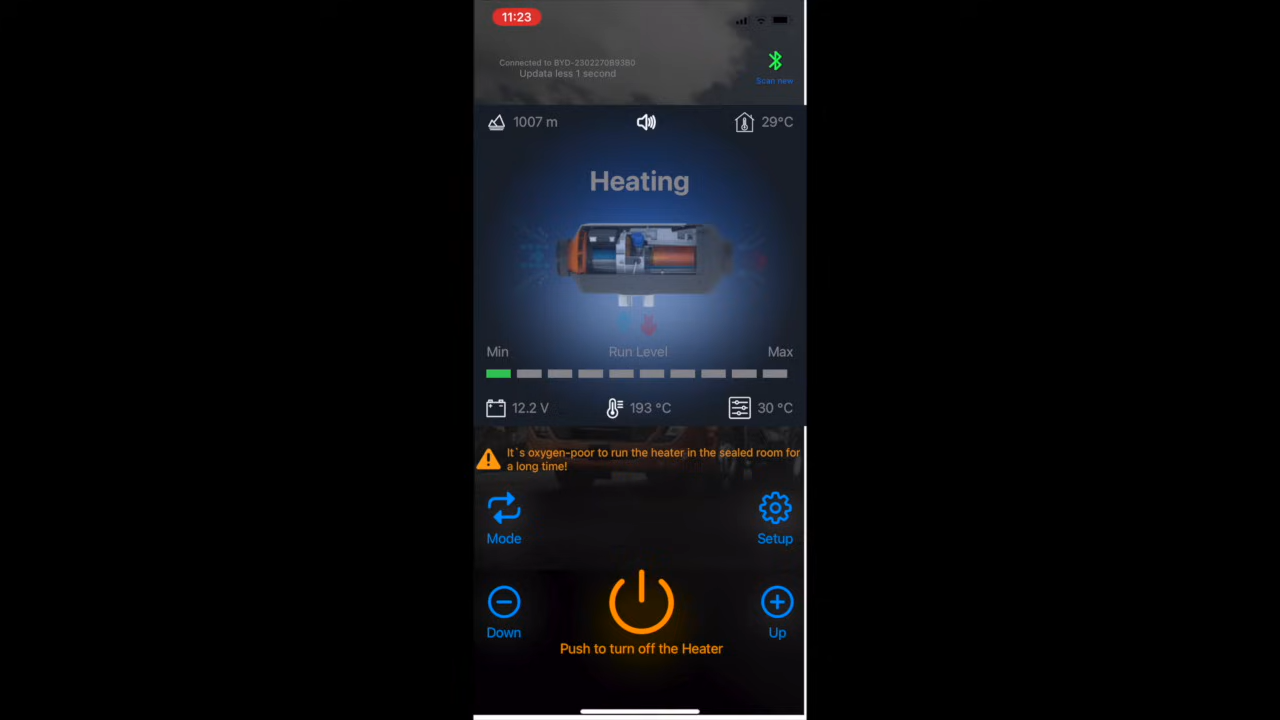 11:23
Connected to BYD-2302270B93B0
Updata less 1 second
Scan new
1007 m
29°C
Heating
Min
Run Level
Max
12.2 V
193 °C
30 °C
It`s oxygen-poor to run the heater in the sealed room for
a long time!
Mode
Setup
Down
Up
Push to turn off the Heater